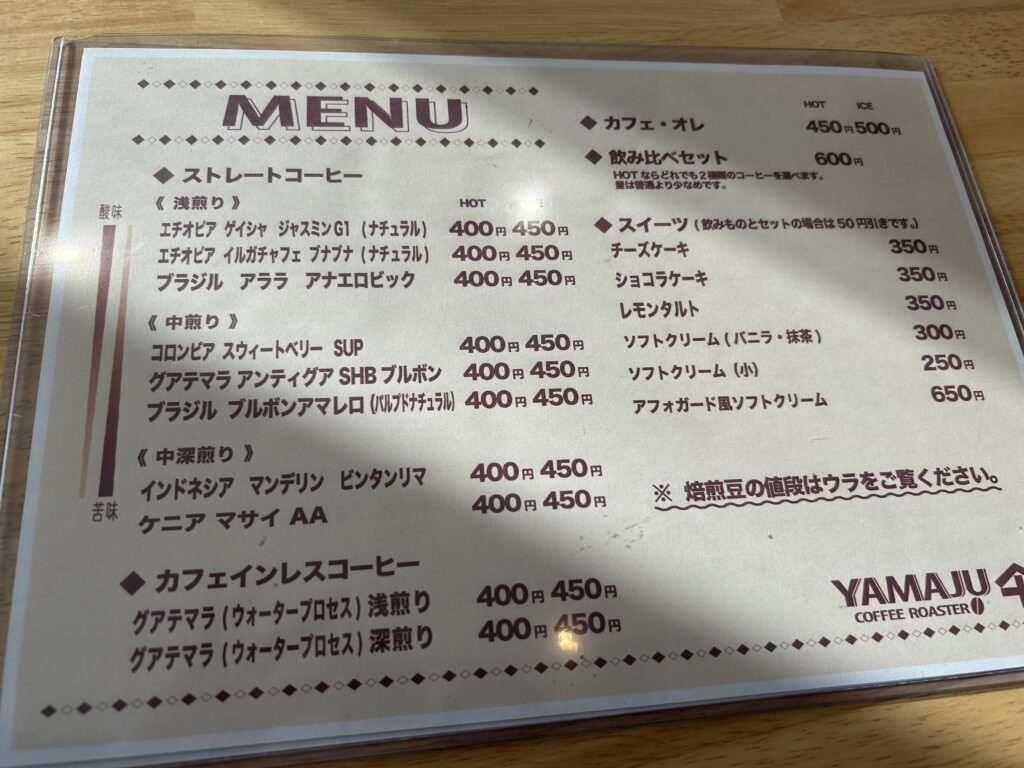 MENU
◆ ストレートコーヒー
《 浅煎り 》 HOT
酸味
エチオピア ゲイシャ ジャスミンG1 (ナチュラル) 400円 450円
エチオピア イルガチャフェ ブナブナ (ナチュラル) 400円 450円
ブラジル アララ アナエロビック 400円 450円
《 中煎り 》
コロンビア スウィートベリー SUP 400円 450円
グアテマラ アンティグア SHB ブルボン 400円 450円
ブラジル ブルボンアマレロ (パルプドナチュラル) 400円 450円
《 中深煎り 》
インドネシア マンデリン ビンタンリマ 400円 450円
ケニア マサイ AA 400円 450円
苦味
◆ カフェインレスコーヒー
グアテマラ (ウォータープロセス) 浅煎り 400円 450円
グアテマラ (ウォータープロセス) 深煎り 400円 450円
HOT ICE
◆ カフェ・オレ 450円 500円
◆ 飲み比べセット 600円
HOT ならどれでも2種類のコーヒーを選べます。
量は普通より少なめです。
◆ スイーツ ( 飲みものとセットの場合は 50 円引きです。)
チーズケーキ 350円
ショコラケーキ 350円
レモンタルト 350円
ソフトクリーム ( バニラ・抹茶 ) 300円
ソフトクリーム (小) 250円
アフォガード風ソフトクリーム 650円
※ 焙煎豆の値段はウラをご覧ください。
YAMAJU
COFFEE ROASTER